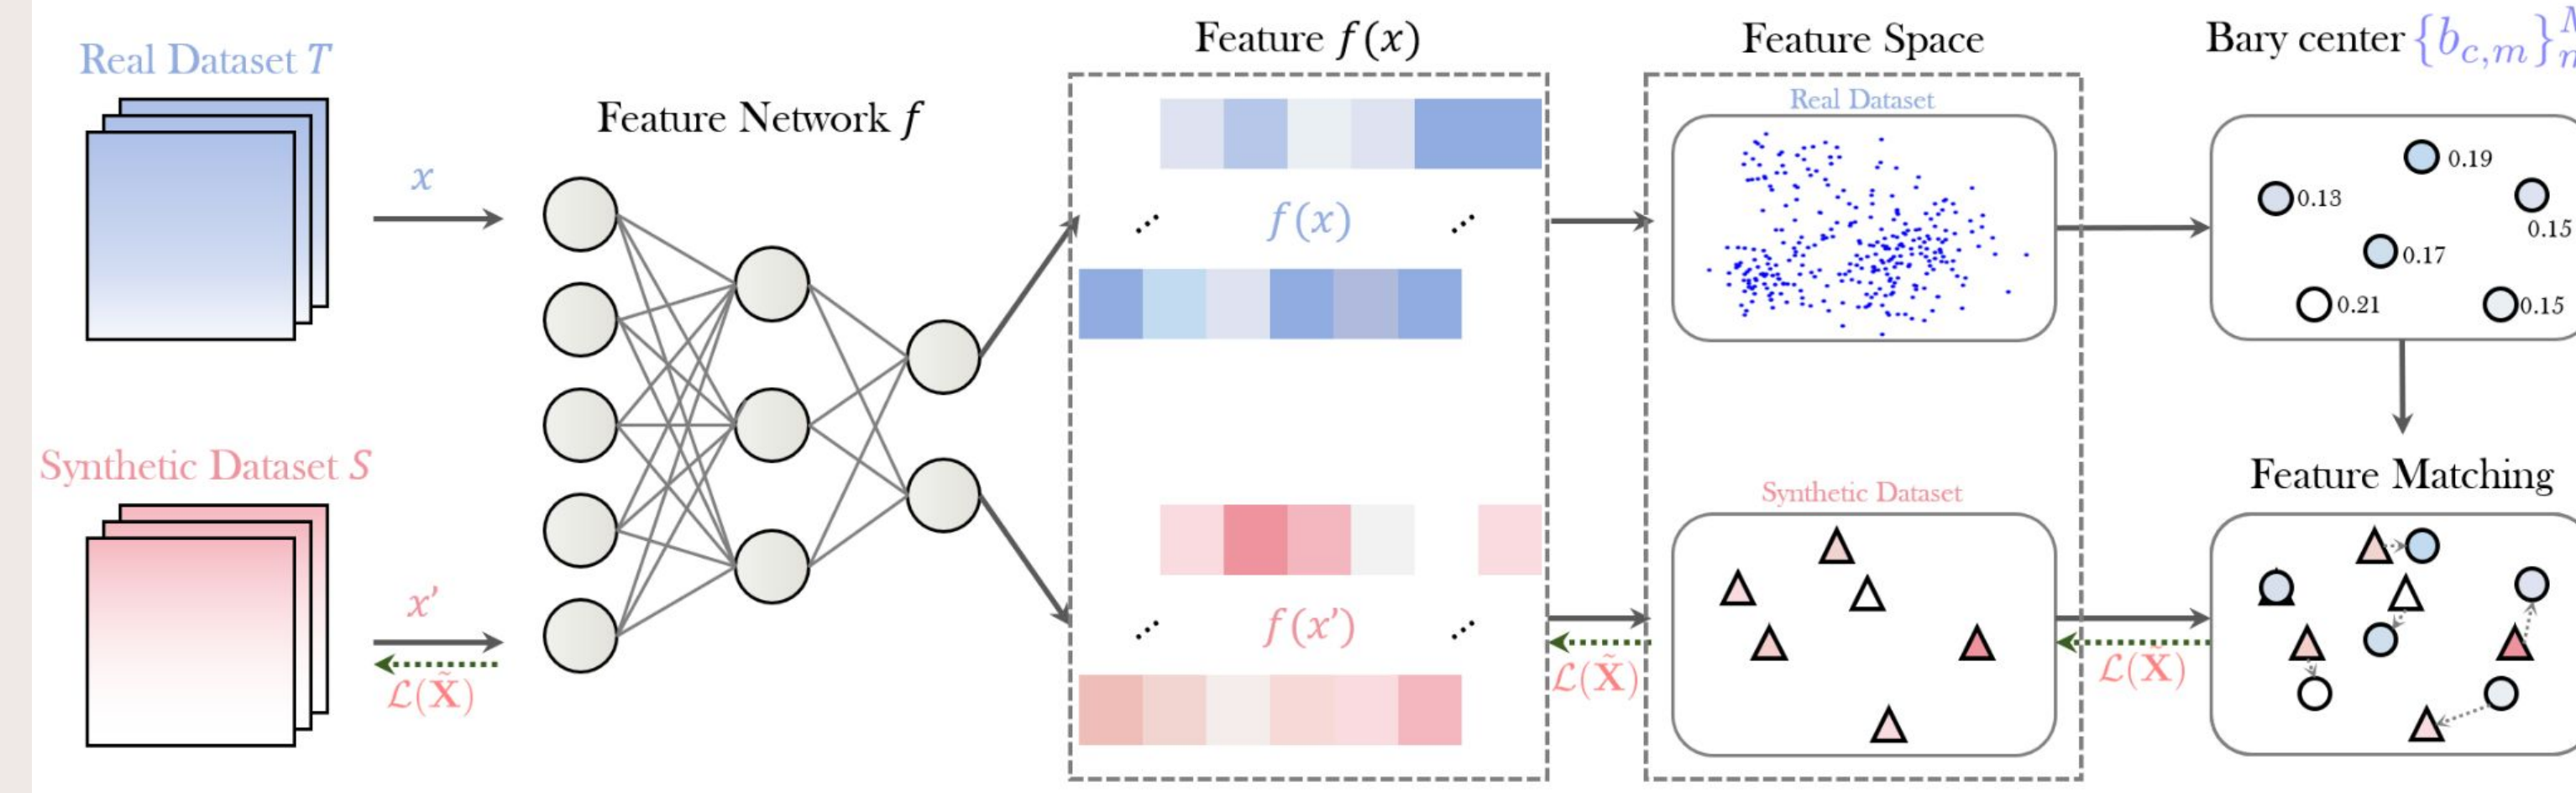 Real Dataset T
x
Feature Network f
Synthetic Dataset S
x’
ℒ(X̃)
Feature f(x)
...
f(x)
...
...
f(x’)
...
ℒ(X̃)
Feature Space
Real Dataset
Synthetic Dataset
ℒ(X̃)
Bary center {b_{c,m}}
0.19
0.13
0.15
0.17
0.21
0.15
Feature Matching